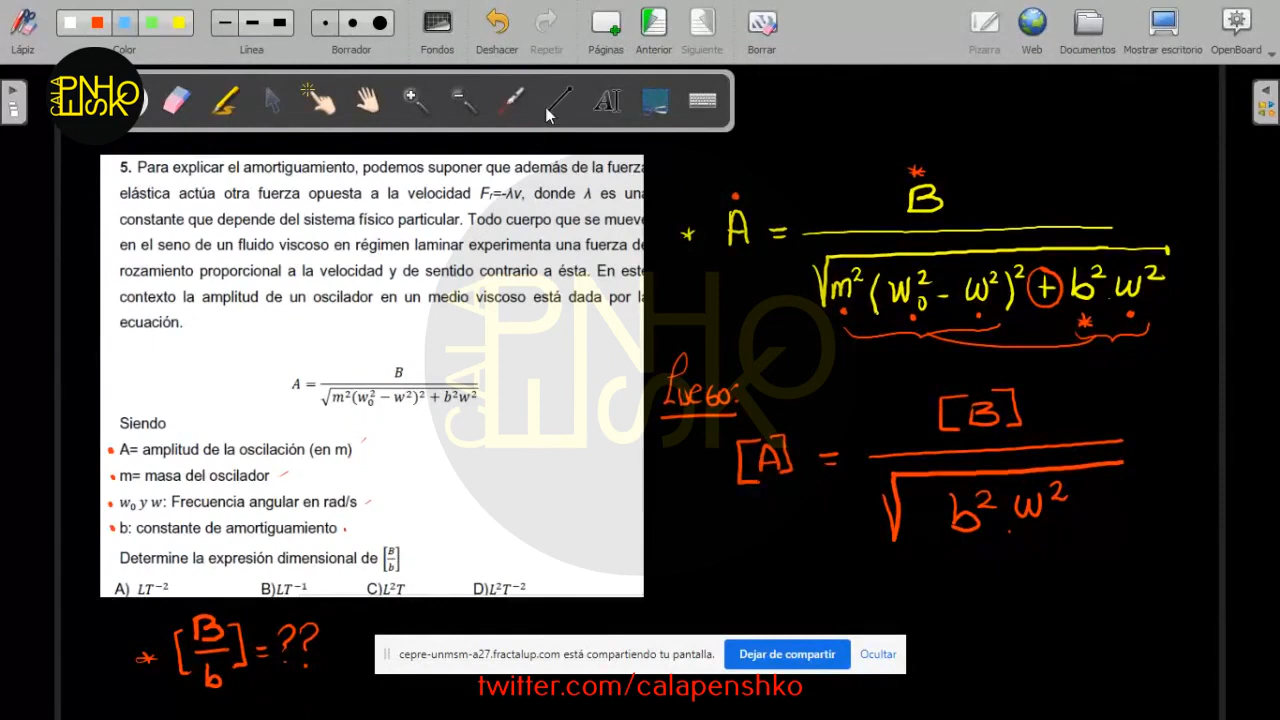 Lápiz
Color
Línea
Borrador
Fondos
Deshacer
Repetir
Páginas
Anterior
Siguiente
Borrar
Pizarra
Web
Documentos
Mostrar escritorio
OpenBoard
CALA
PENSHKO
5. Para explicar el amortiguamiento, podemos suponer que además de la fuerza
elástica actúa otra fuerza opuesta a la velocidad Fᵣ=-λv, donde λ es una
constante que depende del sistema físico particular. Todo cuerpo que se mueve
en el seno de un fluido viscoso en régimen laminar experimenta una fuerza de
rozamiento proporcional a la velocidad y de sentido contrario a ésta. En este
contexto la amplitud de un oscilador en un medio viscoso está dada por la
ecuación.
A = B / √(m²(w₀² − w²)² + b²w²)
Siendo
A= amplitud de la oscilación (en m)
m= masa del oscilador
w₀ y w: Frecuencia angular en rad/s
b: constante de amortiguamiento
Determine la expresión dimensional de [B/b]
A) LT⁻² B)LT⁻¹ C)L²T D)L²T⁻²
* [B/b] = ??
* A = B / √(m² (w₀² − w²)² + b² w²)
Luego:
[A] = [B] / √(b² w²)
cepre-unmsm-a27.fractalup.com está compartiendo tu pantalla.
Dejar de compartir
Ocultar
twitter.com/calapenshko